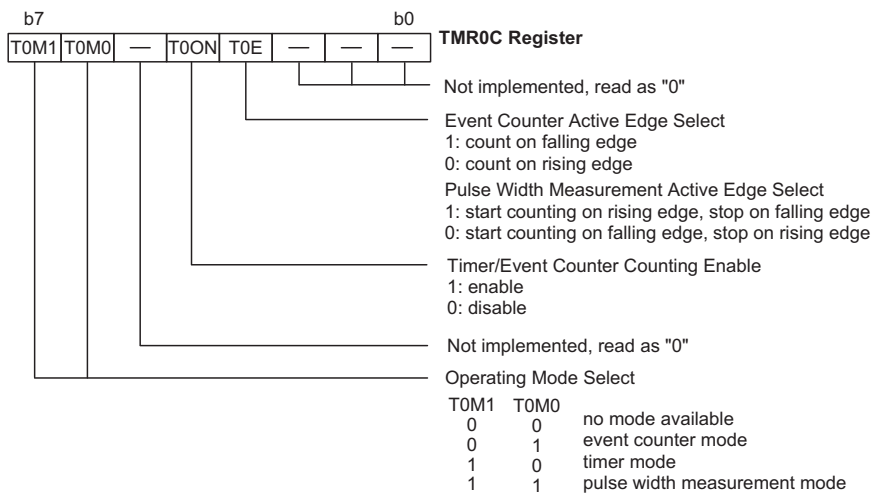 b7 b0
T0M1 T0M0 — T0ON T0E — — —
TMR0C Register
Not implemented, read as "0"
Event Counter Active Edge Select
1: count on falling edge
0: count on rising edge
Pulse Width Measurement Active Edge Select
1: start counting on rising edge, stop on falling edge
0: start counting on falling edge, stop on rising edge
Timer/Event Counter Counting Enable
1: enable
0: disable
Not implemented, read as "0"
Operating Mode Select
T0M1 T0M0
0 0 no mode available
0 1 event counter mode
1 0 timer mode
1 1 pulse width measurement mode